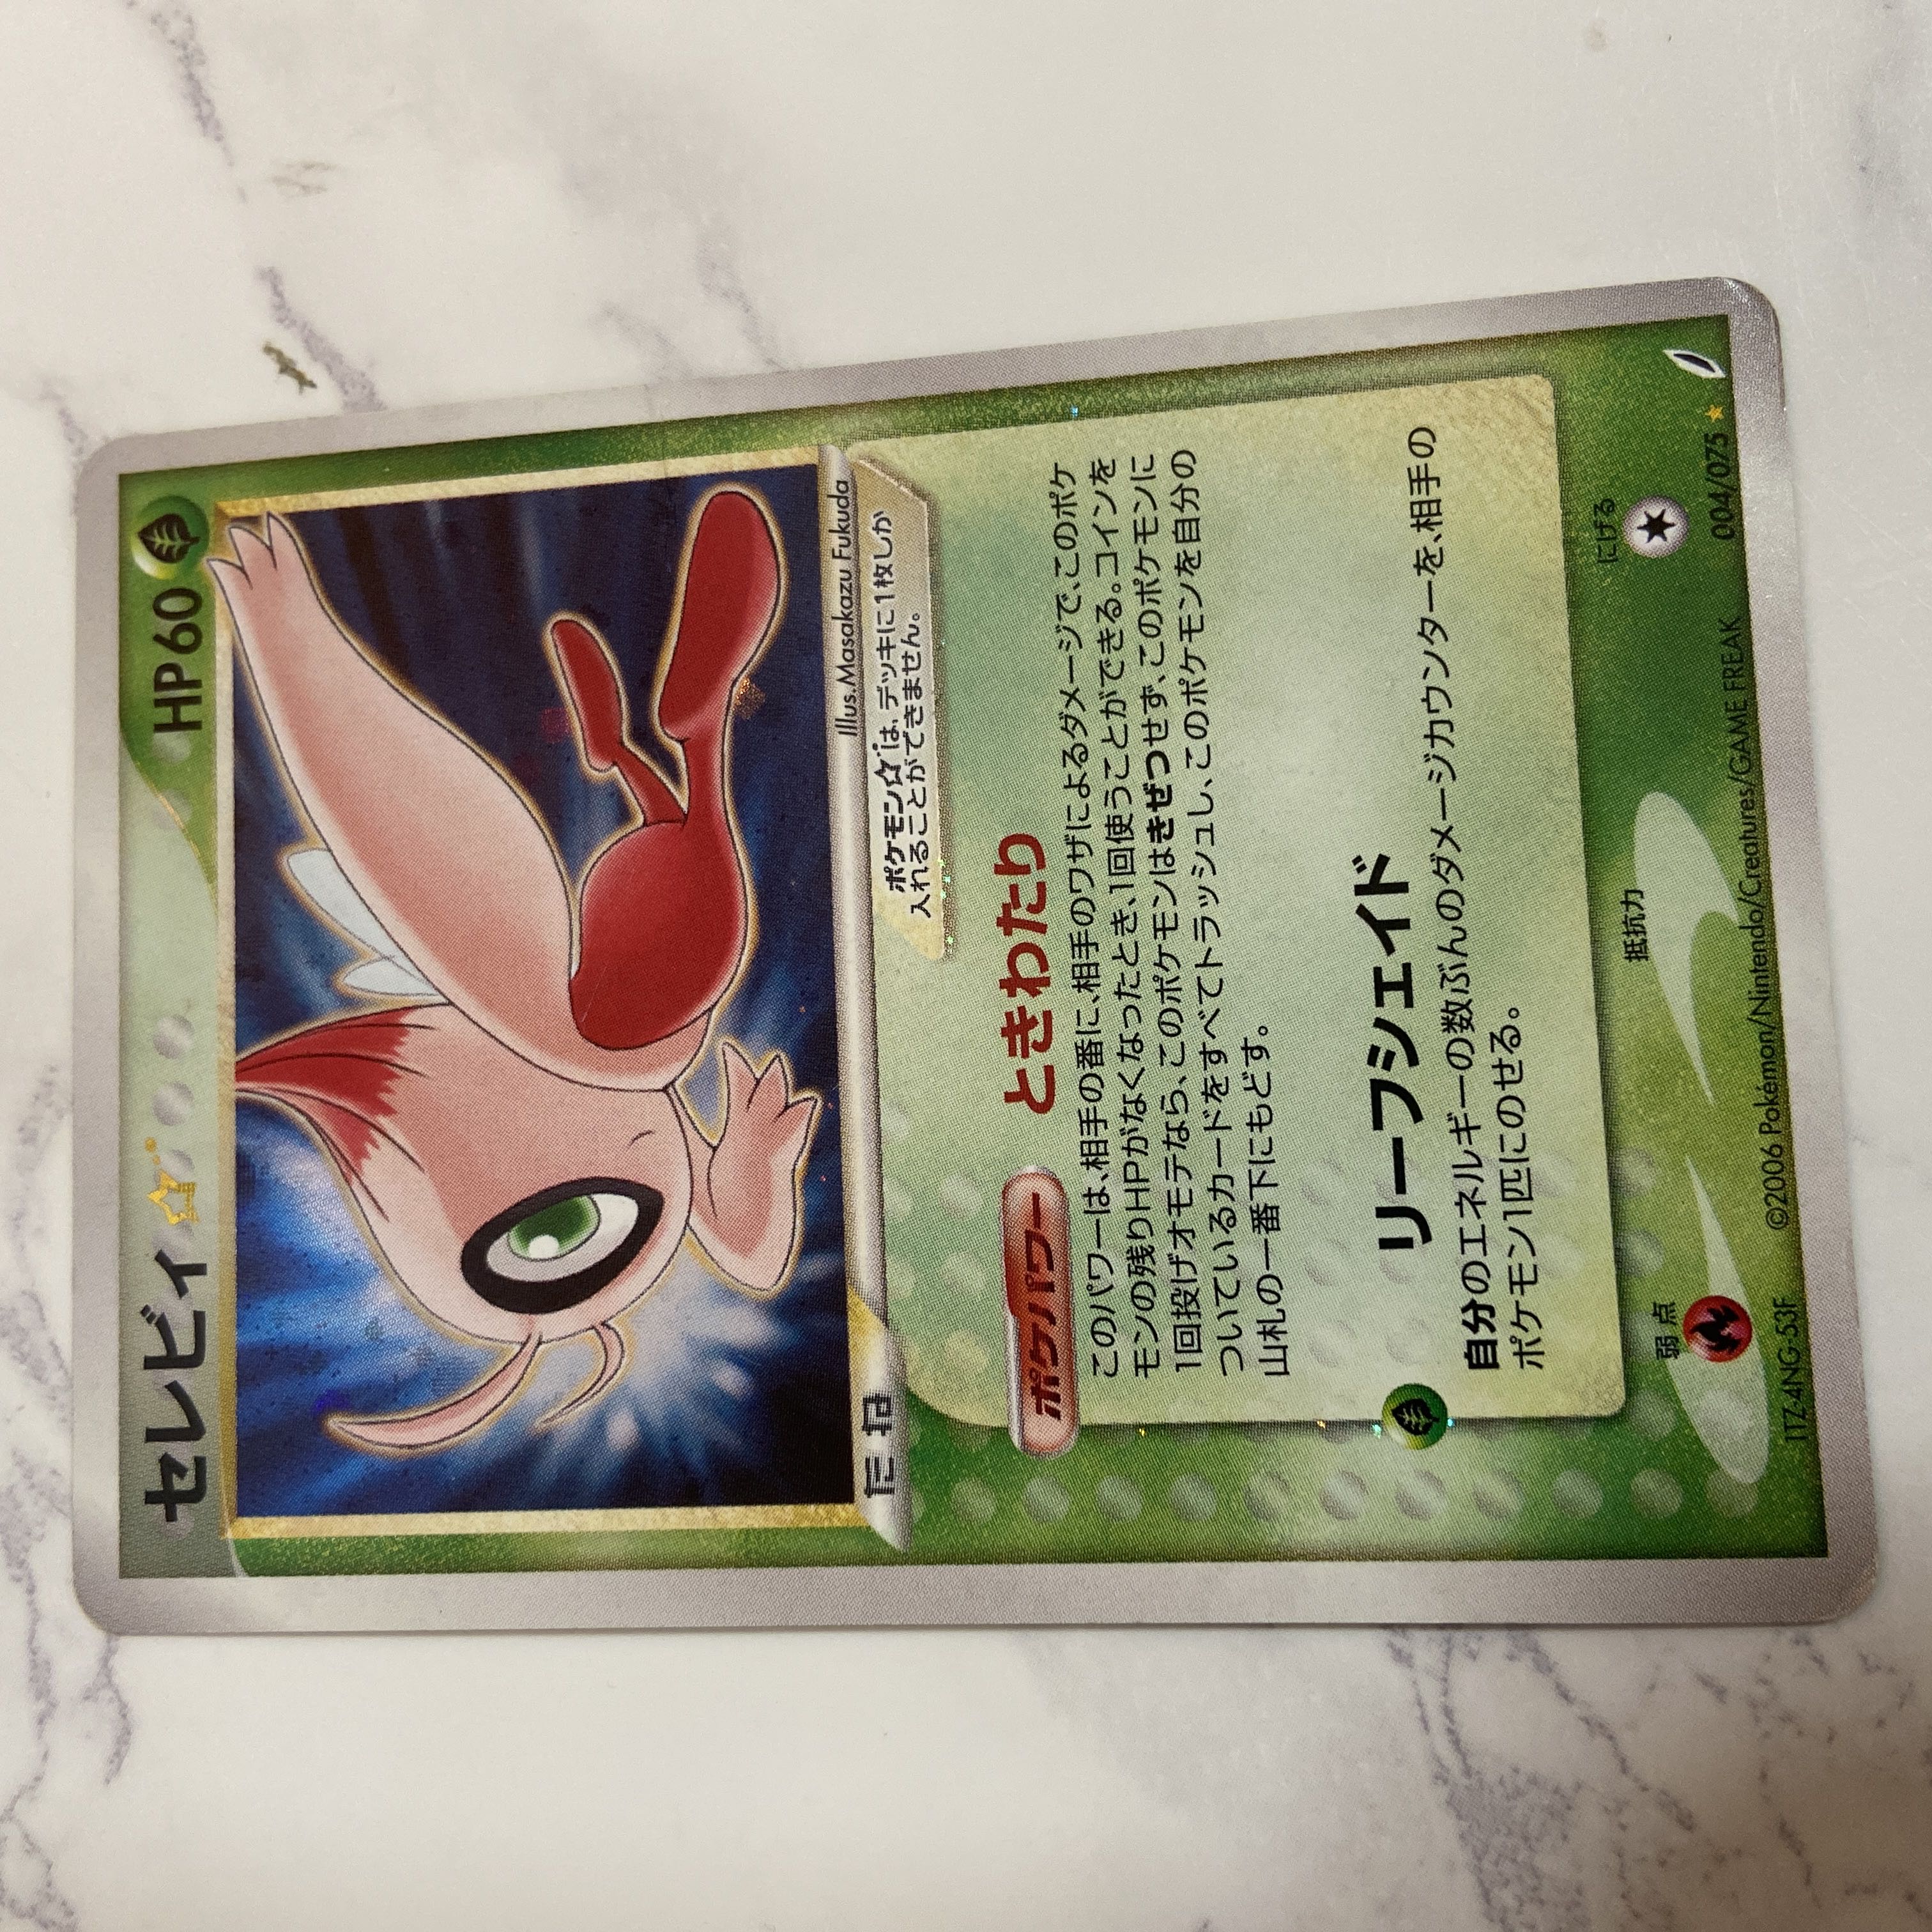 セレビィ☆
HP60
Illus.Masakazu Fukuda
たね
ポケモン☆は、デッキに1枚しか
入れることができません。
ポケパワー ときわたり
このパワーは、相手の番に、相手のワザによるダメージで、このポケ
モンの残りHPがなくなったとき、1回使うことができる。コインを
1回投げオモテなら、このポケモンはきぜつせず、このポケモンに
ついているカードをすべてトラッシュし、このポケモンを自分の
山札の一番下にもどす。
リーフシェイド
自分のエネルギーの数ぶんのダメージカウンターを、相手の
ポケモン1匹にのせる。
弱点
抵抗力
にげる
1TZ-4NG-53F
©2006 Pokémon/Nintendo/Creatures/GAME FREAK
004/075 ★